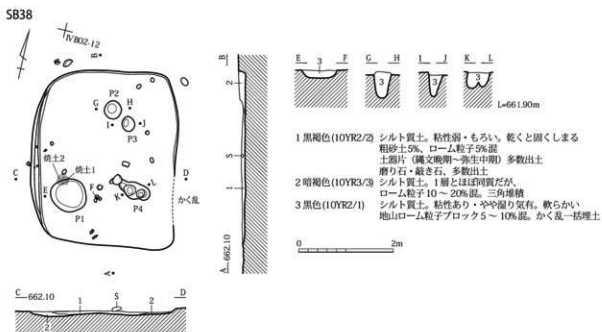 SB38
ⅣB02-12
B
G P2 H
I J
P3
焼土2
焼土1
C D
E F L
K P4
P1
かく乱
A
C 662.10 1 S 2 D
2
B
2
S
1
A 662.10
E 3 F G H I J K L
3 3 3
L=661.90m
1 黒褐色(10YR2/2) シルト質土。粘性弱・もろい。乾くと固くしまる
粗砂土5%、ローム粒子5%混
土器片(縄文晩期~弥生中期)多数出土
磨り石・敲き石、多数出土
2 暗褐色(10YR3/3) シルト質土。1層とほぼ同質だが、
ローム粒子10~20%混。三角堆積
3 黒色(10YR2/1) シルト質土。粘性あり・やや湿り気有。軟らかい
地山ローム粒子ブロック5~10%混。かく乱一括埋土
0 2m